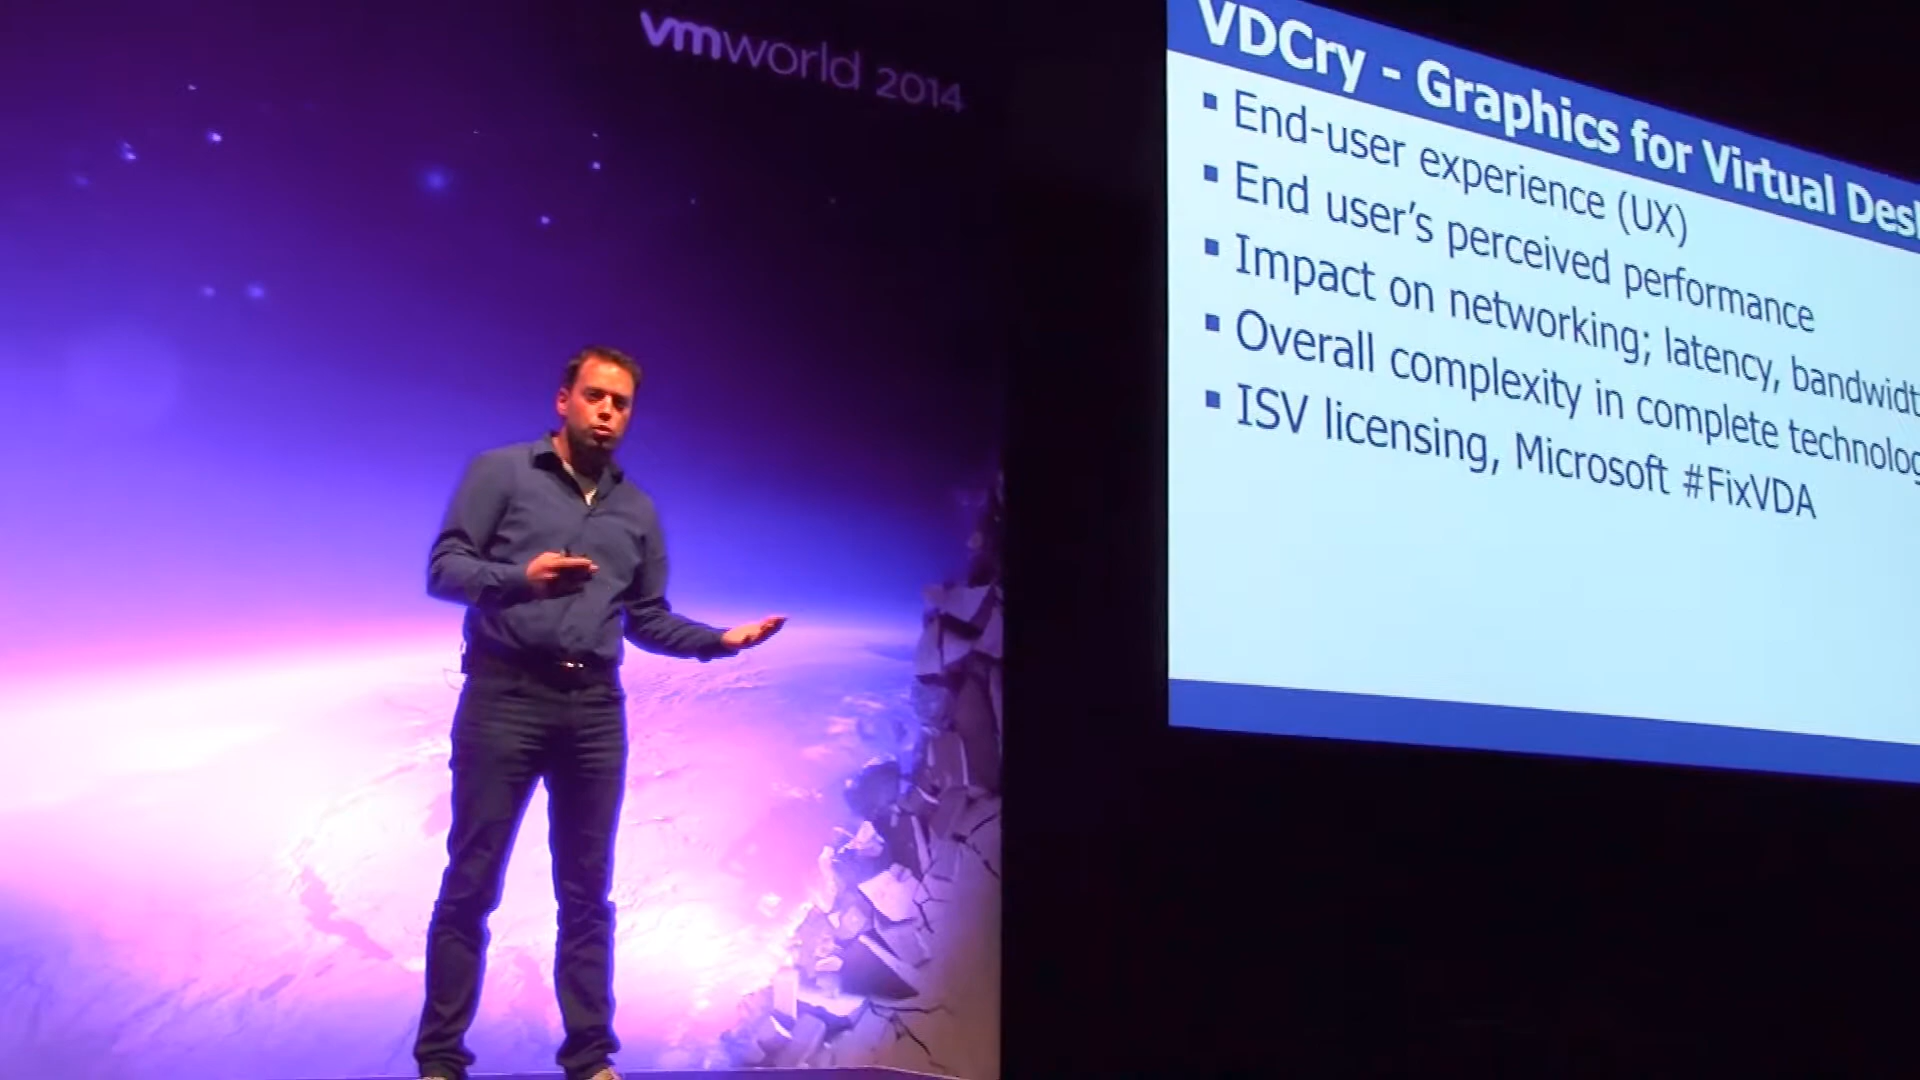 vmworld 2014
VDCry - Graphics for Virtual
End-user experience (UX)
End user's perceived performance
Impact on networking; latency,
Overall complexity in complete
ISV licensing, Microsoft #FixVDA